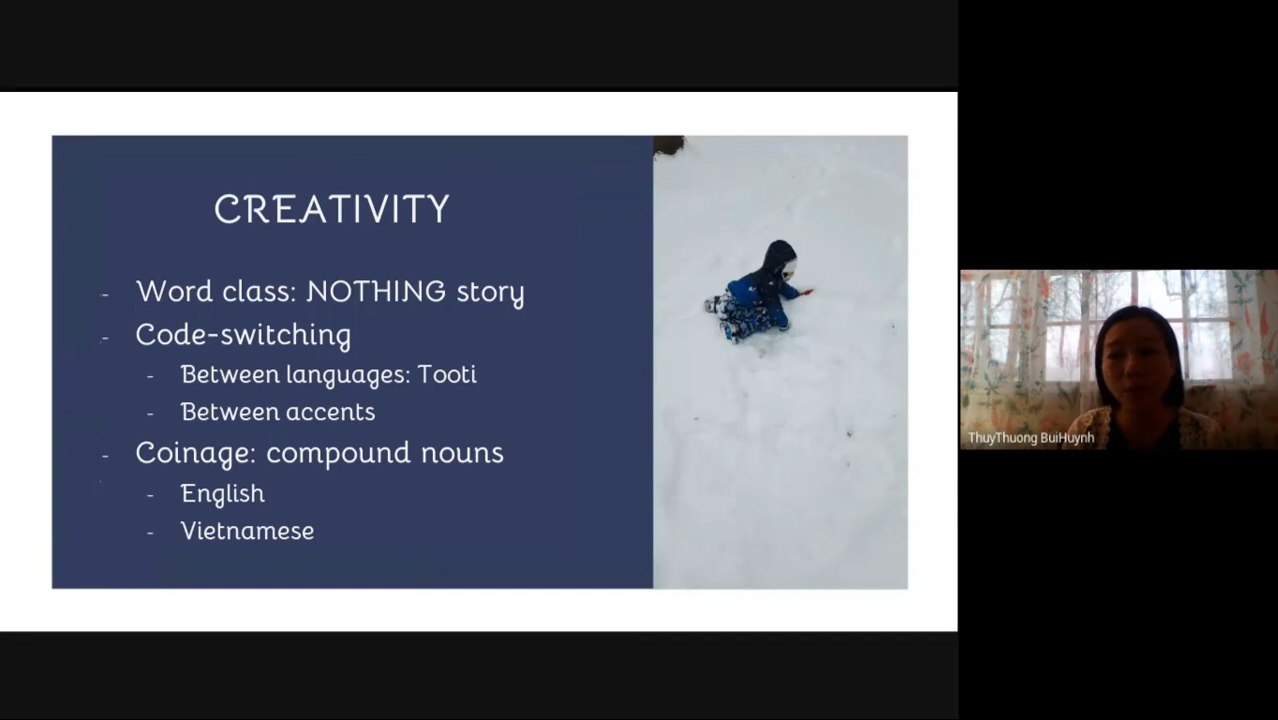 CREATIVITY
- Word class: NOTHING story
- Code-switching
- Between languages: Tooti
- Between accents
- Coinage: compound nouns
- English
- Vietnamese
ThuyThuong BuiHuynh